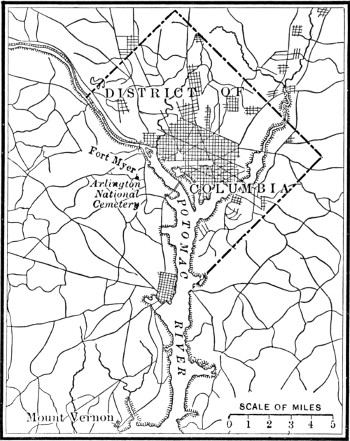 DISTRICT OF
COLUMBIA
Fort Myer
Arlington
National
Cemetery
POTOMAC RIVER
Mount Vernon
SCALE OF MILES
0 1 2 3 4 5